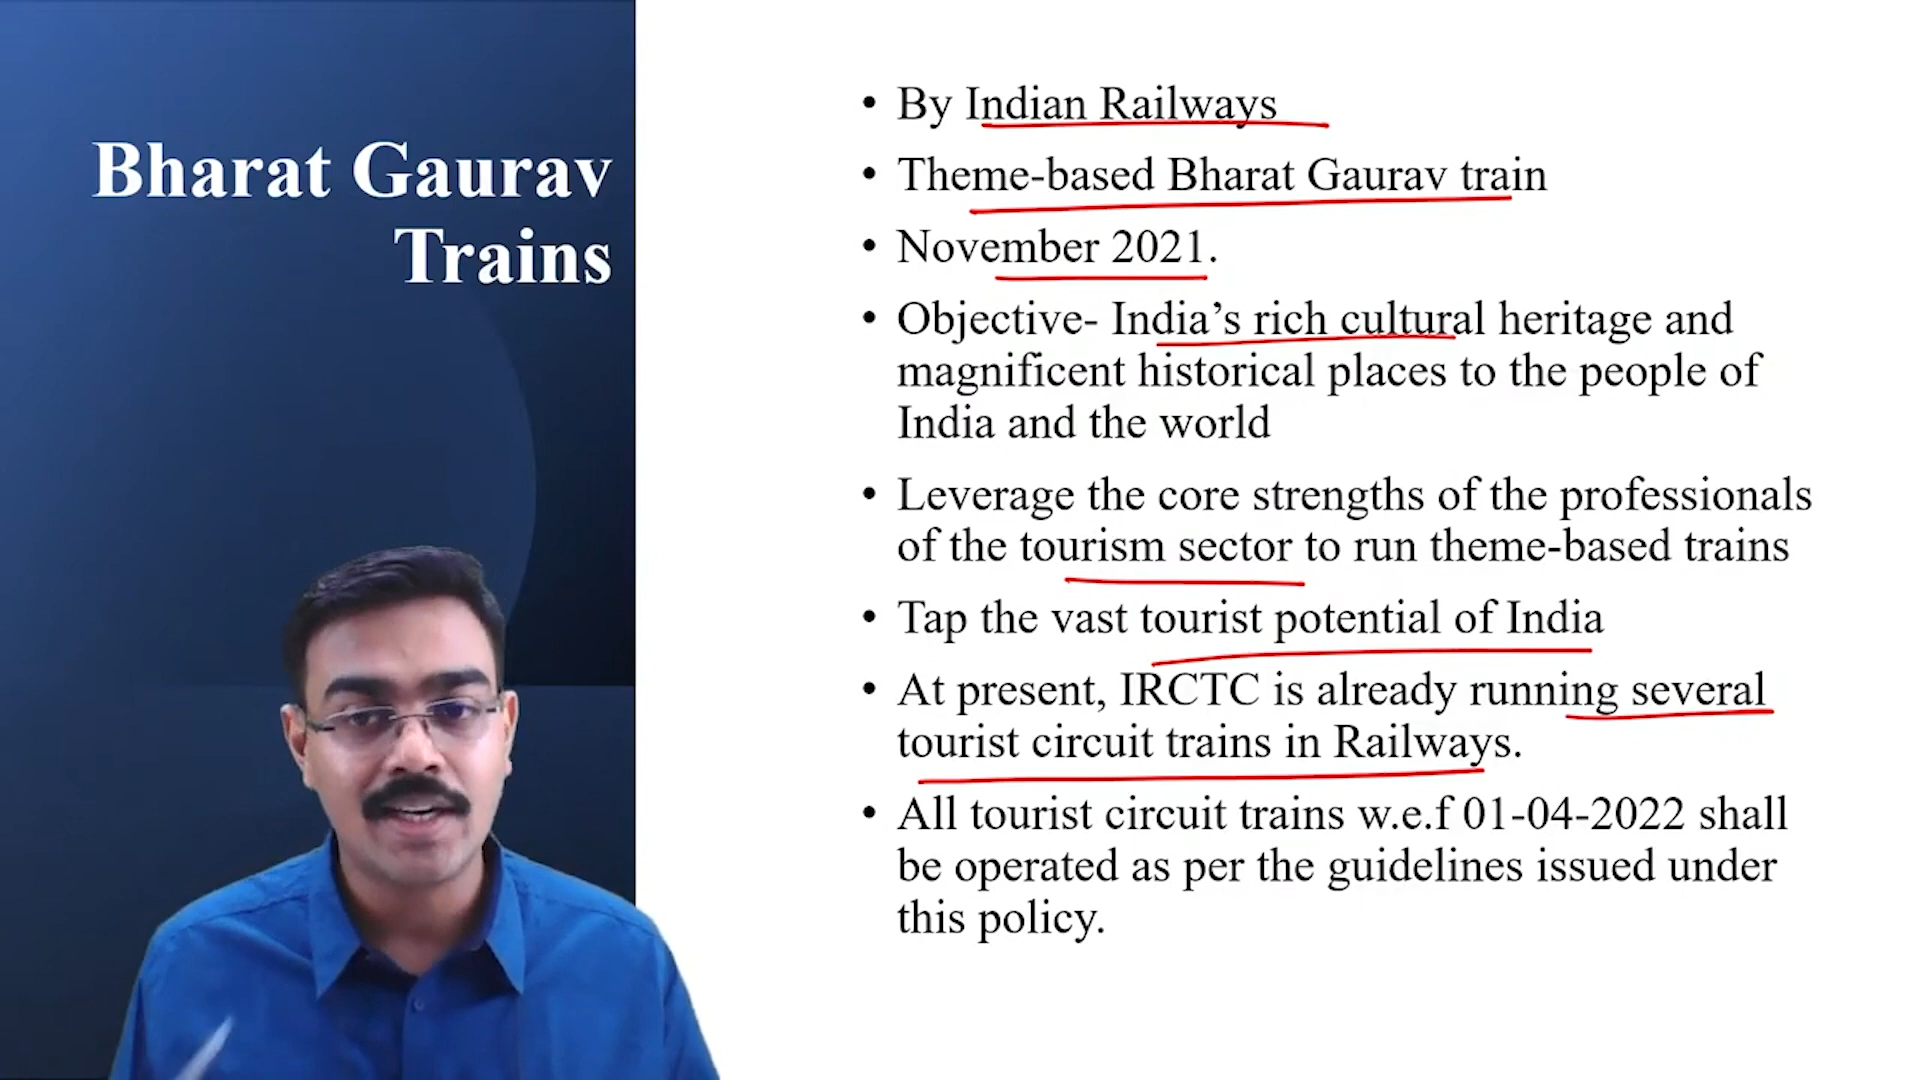 Bharat Gaurav
Trains
• By Indian Railways
• Theme-based Bharat Gaurav train
• November 2021.
• Objective- India’s rich cultural heritage and
magnificent historical places to the people of
India and the world
• Leverage the core strengths of the professionals
of the tourism sector to run theme-based trains
• Tap the vast tourist potential of India
• At present, IRCTC is already running several
tourist circuit trains in Railways.
• All tourist circuit trains w.e.f 01-04-2022 shall
be operated as per the guidelines issued under
this policy.